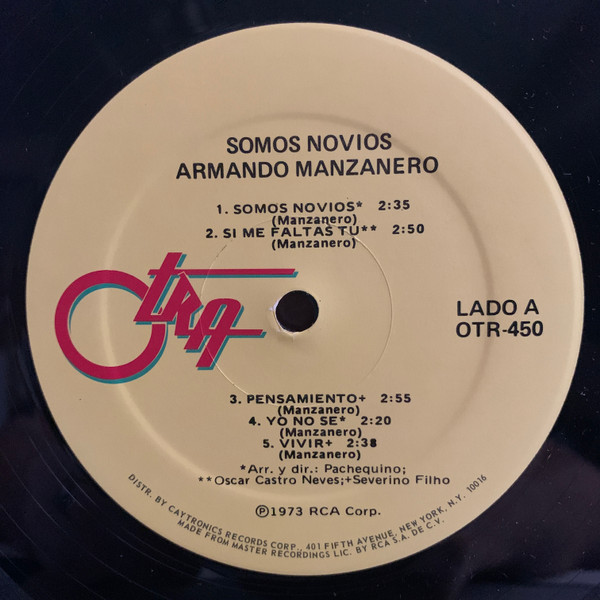 SOMOS NOVIOS
ARMANDO MANZANERO
1. SOMOS NOVIOS* 2:35
(Manzanero)
2. SI ME FALTAS TU** 2:50
(Manzanero)
OTRA
LADO A
OTR-450
3. PENSAMIENTO+ 2:55
(Manzanero)
4. YO NO SE* 2:20
(Manzanero)
5. VIVIR+ 2:38
(Manzanero)
*Arr. y dir.: Pachequino;
**Oscar Castro Neves;+Severino Filho
℗1973 RCA Corp.
DISTR. BY CAYTRONICS RECORDS CORP., 401 FIFTH AVENUE, NEW YORK, N.Y. 10016
MADE FROM MASTER RECORDINGS LIC. BY RCA S.A. DE C.V.